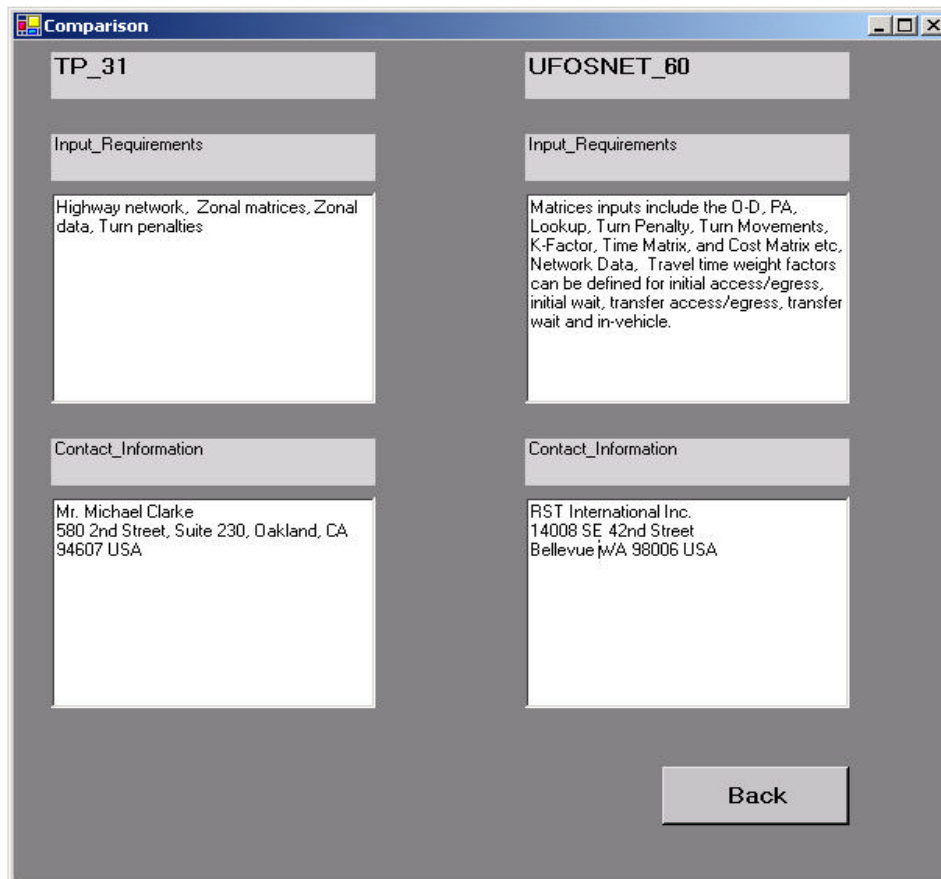 Comparison
TP_31
UFOSNET_60
Input_Requirements
Input_Requirements
Highway network,  Zonal matrices, Zonal
data, Turn penalties
Matrices inputs include the O-D, PA,
Lookup, Turn Penalty, Turn Movements,
K-Factor, Time Matrix, and Cost Matrix etc,
Network Data,  Travel time weight factors
can be defined for initial access/egress,
initial wait, transfer access/egress, transfer
wait and in-vehicle.
Contact_Information
Contact_Information
Mr. Michael Clarke
580 2nd Street, Suite 230, Oakland, CA
94607 USA
RST International Inc.
14008 SE 42nd Street
Bellevue WA 98006 USA
Back